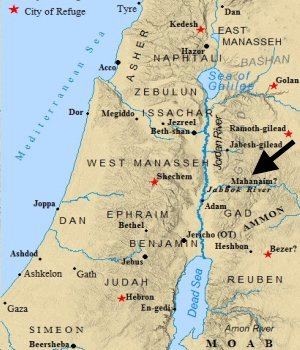 City of Refuge
Tyre
Dan
Kedesh
EAST
MANASSEH
ASHER
NAPHTALI
Hazor
BASHAN
Mediterranean Sea
Acco
Sea of
Galilee
Golan
ZEBULUN
ISSACHAR
Dor
Megiddo
Jezreel
Beth-shan
Jordan River
Ramoth-gilead
Jabesh-gilead
WEST MANASSEH
Shechem
Mahanaim?
Jabbok River
Adam
Joppa
DAN
EPHRAIM
GAD
AMMON
Bethel
BENJAMIN
Jericho (OT)
Heshbon
Bezer?
Ashdod
Jebus
Ashkelon
Gath
Dead Sea
REUBEN
JUDAH
Hebron
Gaza
En-gedi
Arnon River
SIMEON
MOAB
Beersheba